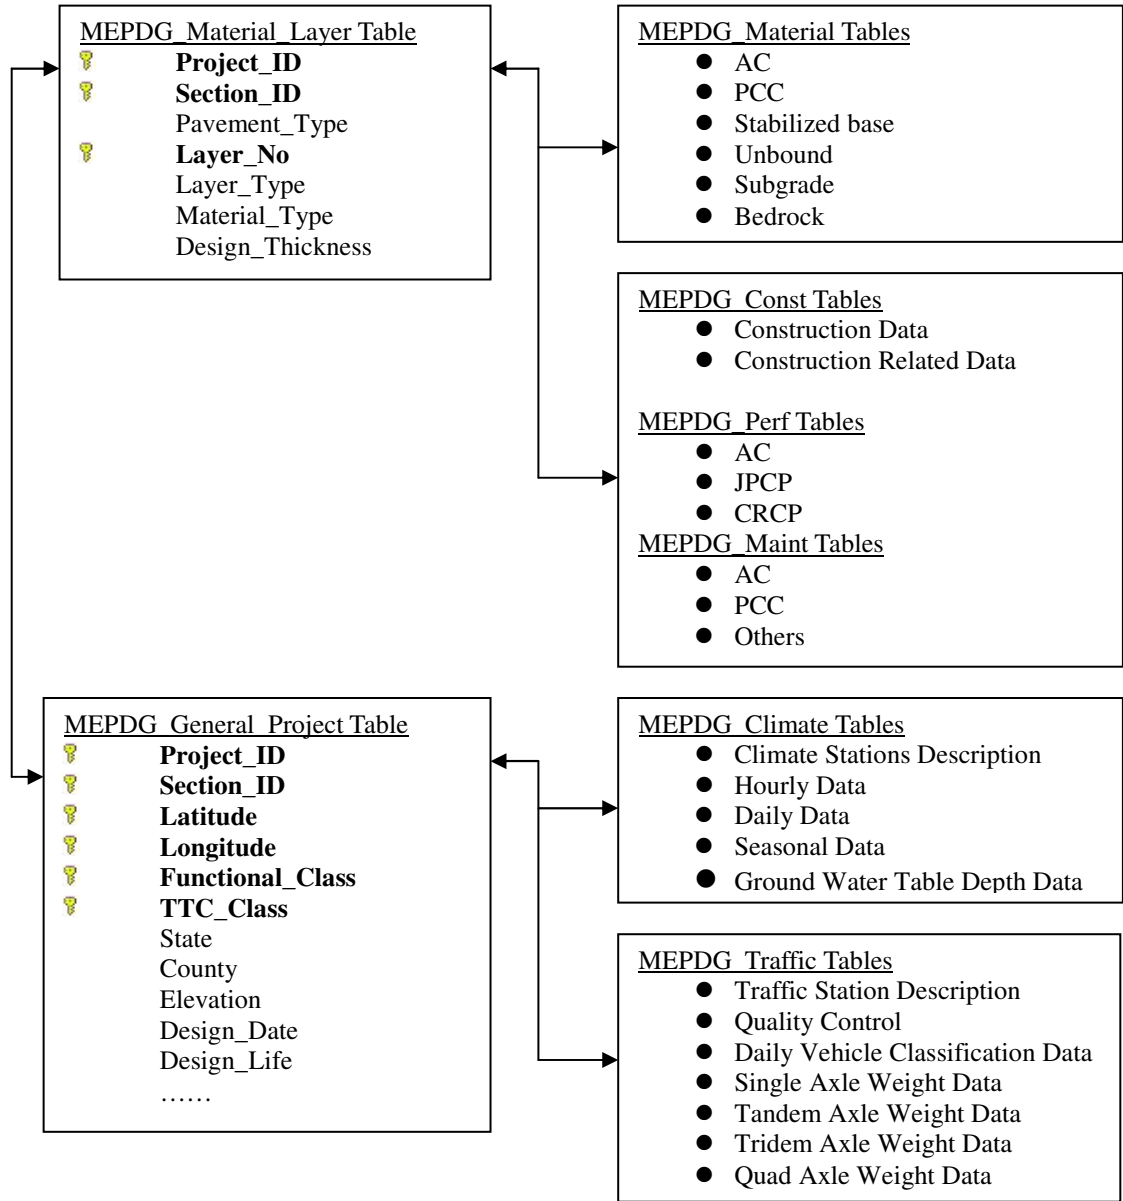 MEPDG_Material_Layer Table
Project_ID
Section_ID
Pavement_Type
Layer_No
Layer_Type
Material_Type
Design_Thickness
MEPDG_Material Tables
● AC
● PCC
● Stabilized base
● Unbound
● Subgrade
● Bedrock
MEPDG_Const Tables
● Construction Data
● Construction Related Data
MEPDG_Perf Tables
● AC
● JPCP
● CRCP
MEPDG_Maint Tables
● AC
● PCC
● Others
MEPDG_General_Project Table
Project_ID
Section_ID
Latitude
Longitude
Functional_Class
TTC_Class
State
County
Elevation
Design_Date
Design_Life
……
MEPDG_Climate Tables
● Climate Stations Description
● Hourly Data
● Daily Data
● Seasonal Data
● Ground Water Table Depth Data
MEPDG_Traffic Tables
● Traffic Station Description
● Quality Control
● Daily Vehicle Classification Data
● Single Axle Weight Data
● Tandem Axle Weight Data
● Tridem Axle Weight Data
● Quad Axle Weight Data